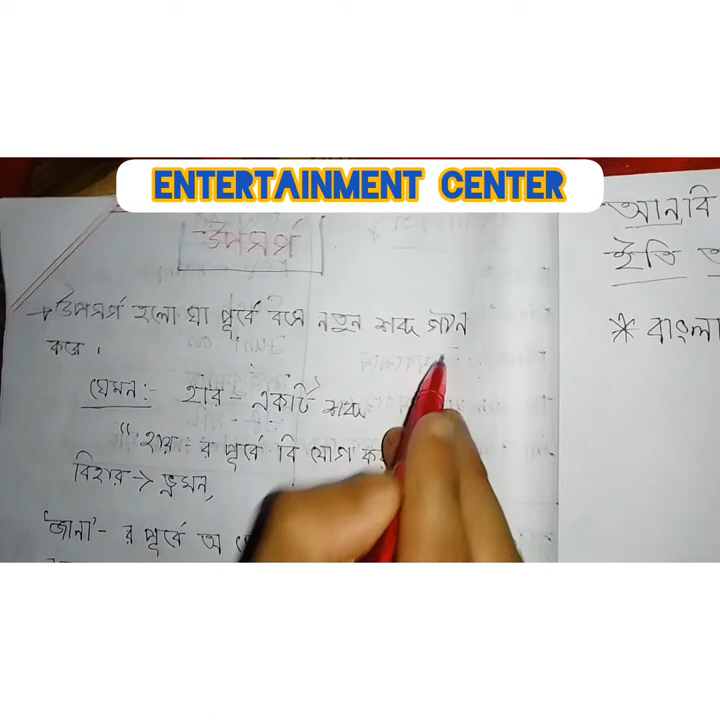 ENTERTAINMENT CENTER
উপসর্গ
→ উপসর্গ হলো যা পূর্বে বসে নতুন শব্দ গঠন
করে ।
যেমন:- হার - একটি শব্দ
"হার- র পূর্বে বি যোগ কর
বিহার → ভ্রমন,
'জানা' - র পূর্বে অ
আনবি
ইতি
* বাংলা